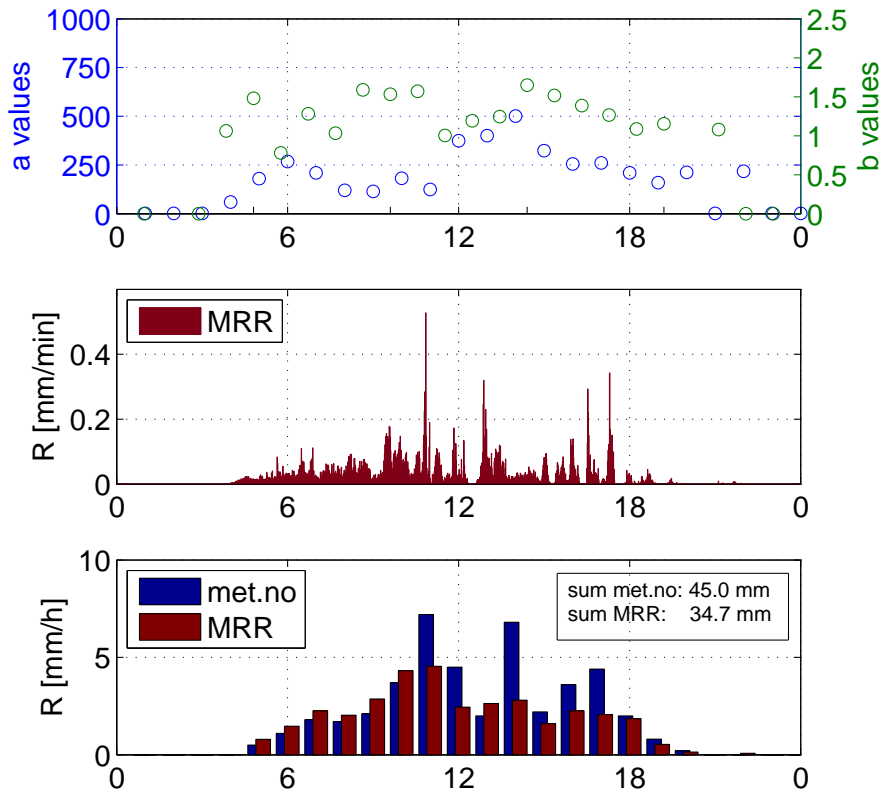 1000
750
500
250
0
a values
2.5
2
1.5
1
0.5
0
b values
0 6 12 18 0
MRR
0.4
0.2
0
R [mm/min]
0 6 12 18 0
10
5
0
R [mm/h]
met.no
MRR
sum met.no: 45.0 mm
sum MRR: 34.7 mm
0 6 12 18 0